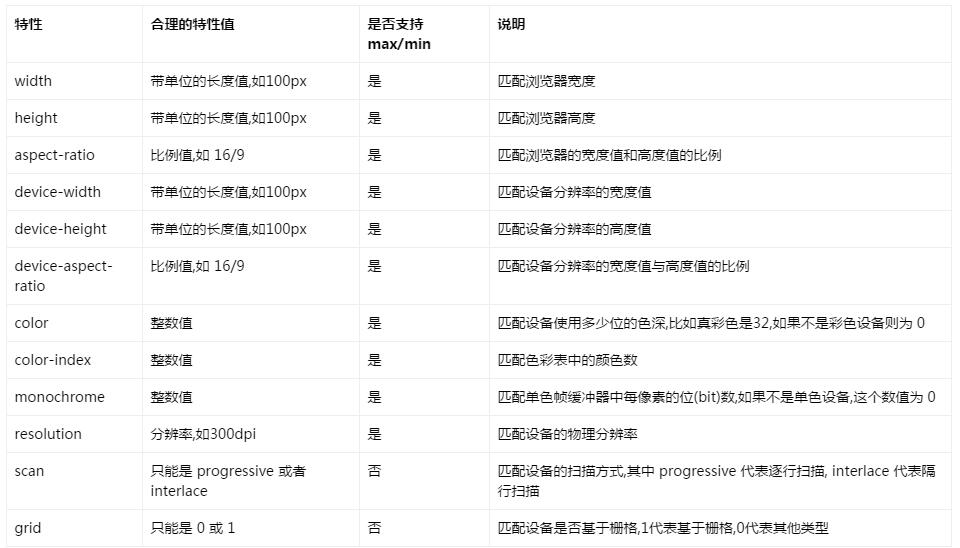 特性 合理的特性值 是否支持 说明
max/min
width 带单位的长度值,如100px 是 匹配浏览器宽度
height 带单位的长度值,如100px 是 匹配浏览器高度
aspect-ratio 比例值,如 16/9 是 匹配浏览器的宽度值和高度值的比例
device-width 带单位的长度值,如100px 是 匹配设备分辨率的宽度值
device-height 带单位的长度值,如100px 是 匹配设备分辨率的高度值
device-aspect- 比例值,如 16/9 是 匹配设备分辨率的宽度值与高度值的比例
ratio
color 整数值 是 匹配设备使用多少位的色深,比如真彩色是32,如果不是彩色设备则为 0
color-index 整数值 是 匹配色彩表中的颜色数
monochrome 整数值 是 匹配单色帧缓冲器中每像素的位(bit)数,如果不是单色设备,这个数值为 0
resolution 分辨率,如300dpi 是 匹配设备的物理分辨率
scan 只能是 progressive 或者 否 匹配设备的扫描方式,其中 progressive 代表逐行扫描, interlace 代表隔
interlace 行扫描
grid 只能是 0 或 1 否 匹配设备是否基于栅格,1代表基于栅格,0代表其他类型